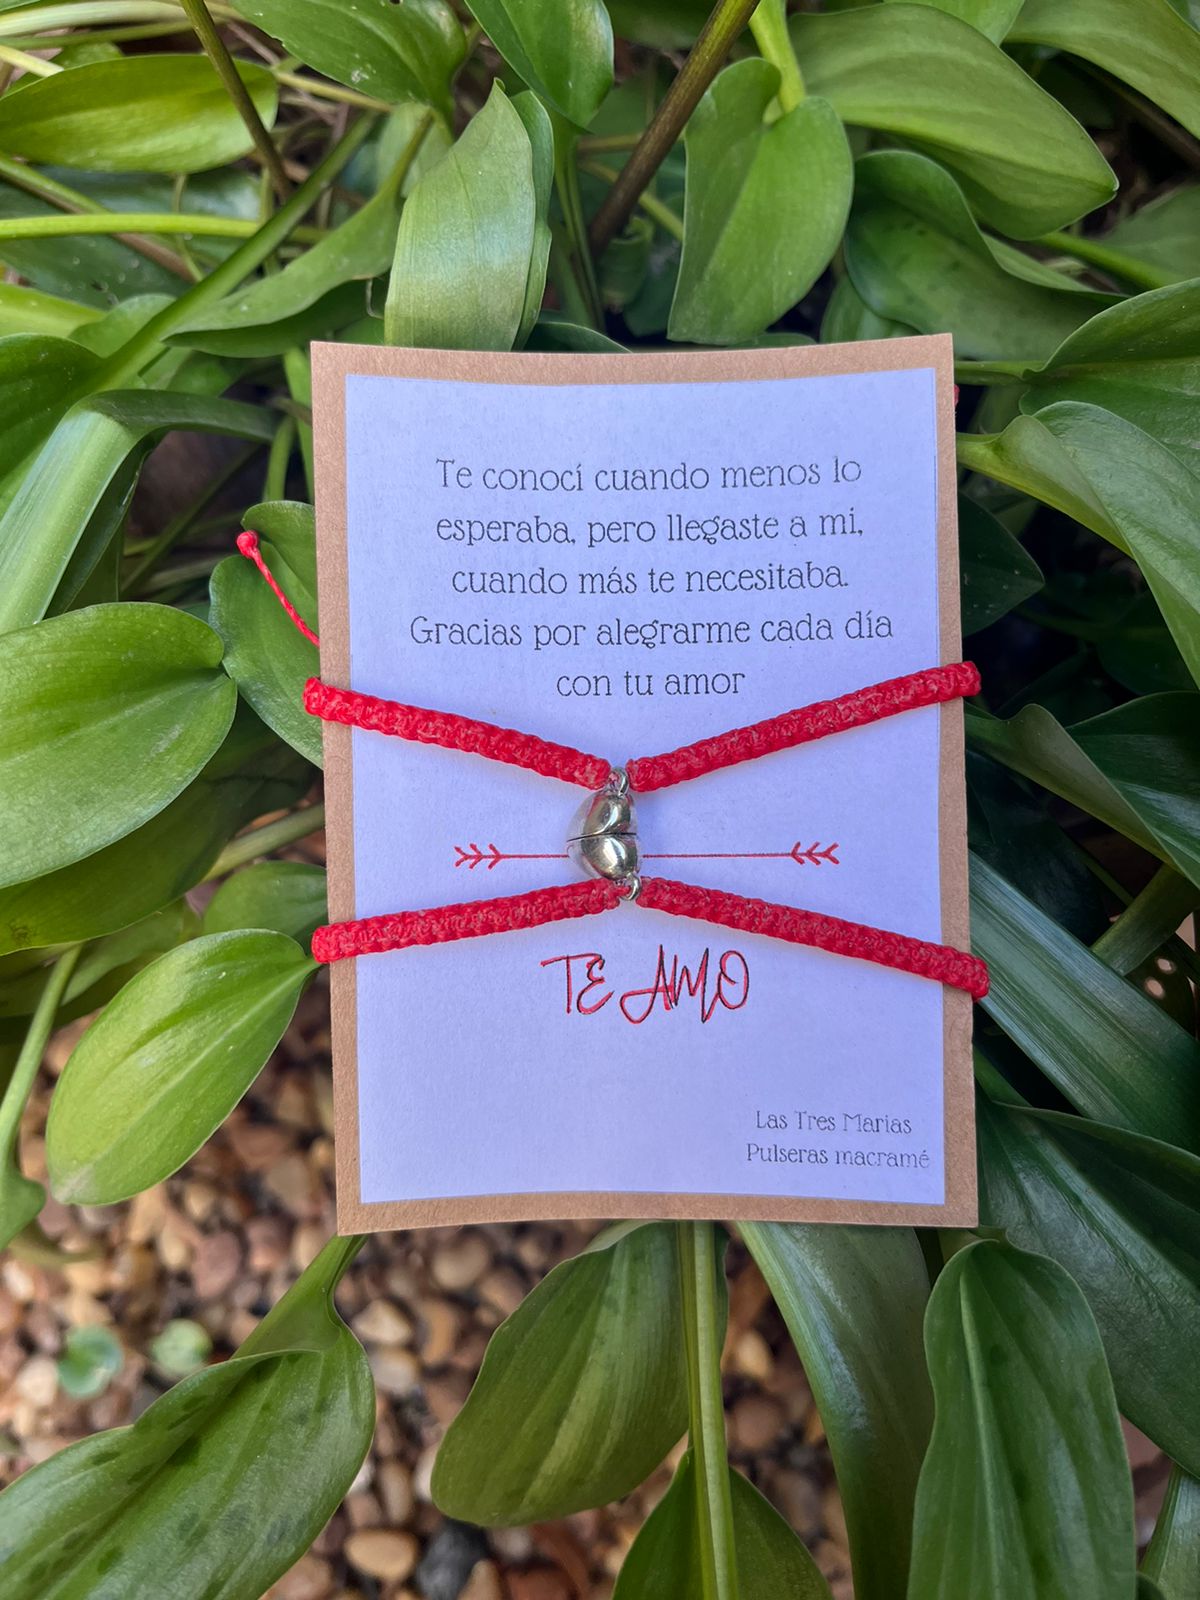 Te conocí cuando menos lo
esperaba, pero llegaste a mi,
cuando más te necesitaba.
Gracias por alegrarme cada día
con tu amor
TE AMO
Las Tres Marias
Pulseras macramé